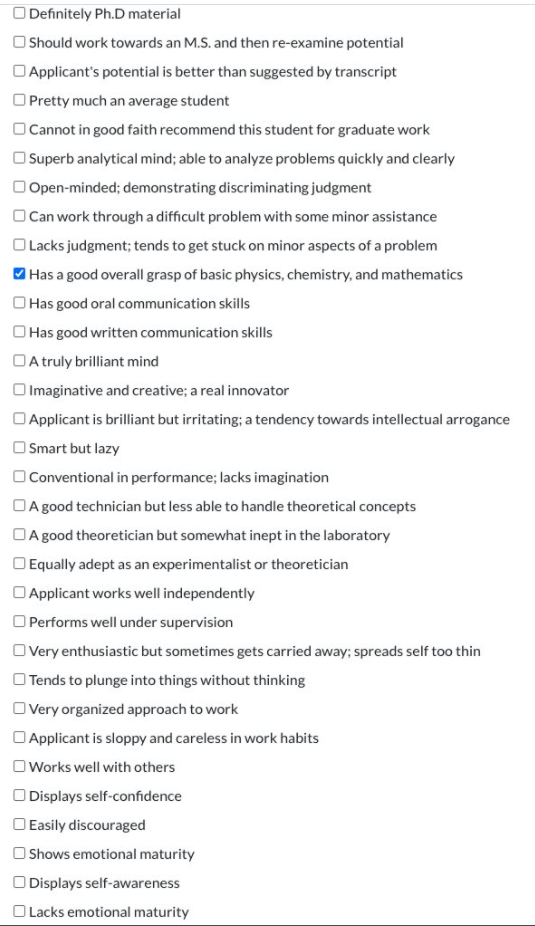 Definitely Ph.D material
Should work towards an M.S. and then re-examine potential
Applicant's potential is better than suggested by transcript
Pretty much an average student
Cannot in good faith recommend this student for graduate work
Superb analytical mind; able to analyze problems quickly and clearly
Open-minded; demonstrating discriminating judgment
Can work through a difficult problem with some minor assistance
Lacks judgment; tends to get stuck on minor aspects of a problem
Has a good overall grasp of basic physics, chemistry, and mathematics
Has good oral communication skills
Has good written communication skills
A truly brilliant mind
Imaginative and creative; a real innovator
Applicant is brilliant but irritating; a tendency towards intellectual arrogance
Smart but lazy
Conventional in performance; lacks imagination
A good technician but less able to handle theoretical concepts
A good theoretician but somewhat inept in the laboratory
Equally adept as an experimentalist or theoretician
Applicant works well independently
Performs well under supervision
Very enthusiastic but sometimes gets carried away; spreads self too thin
Tends to plunge into things without thinking
Very organized approach to work
Applicant is sloppy and careless in work habits
Works well with others
Displays self-confidence
Easily discouraged
Shows emotional maturity
Displays self-awareness
Lacks emotional maturity